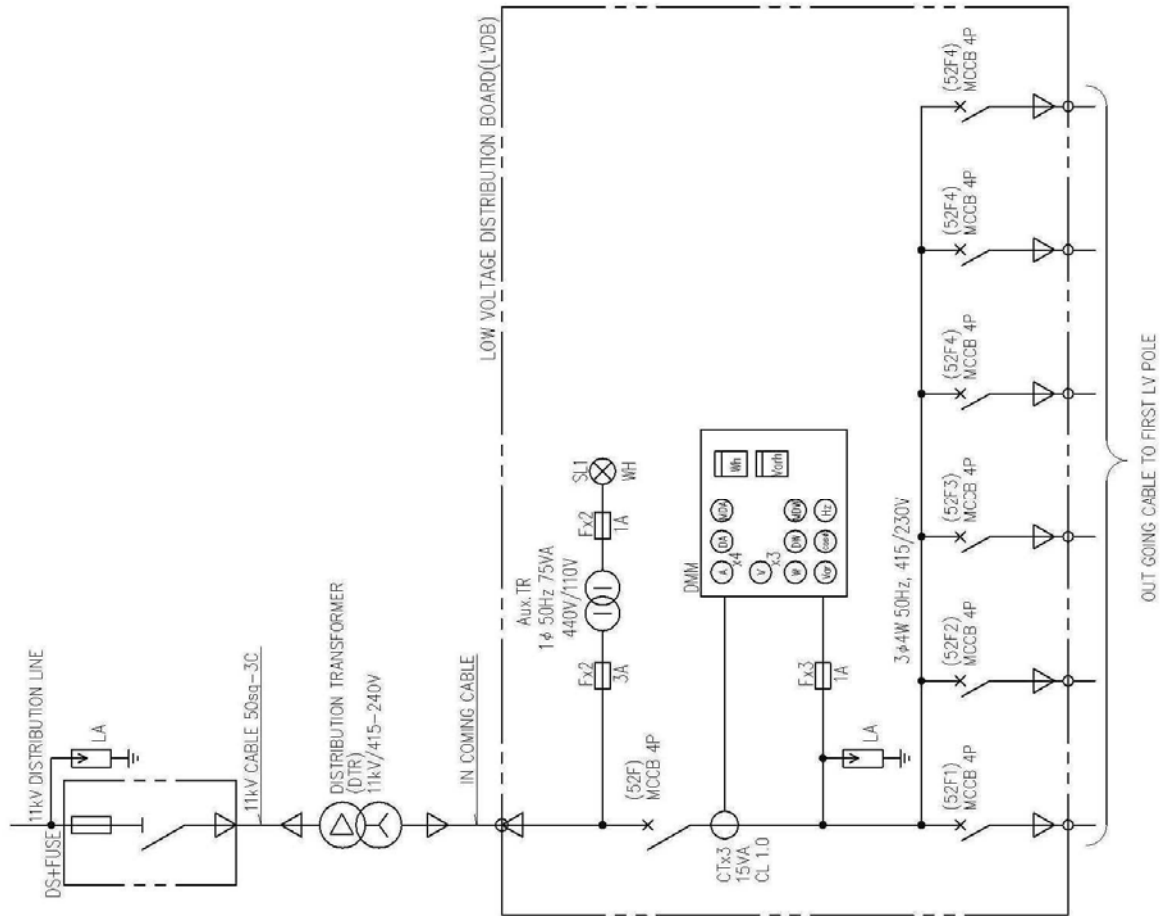 11kV DISTRIBUTION LINE
DS+FUSE
LA
11kV CABLE 50sq-3C
DISTRIBUTION TRANSFORMER
(DTR)
11kV/415-240V
IN COMING CABLE
LOW VOLTAGE DISTRIBUTION BOARD(LVDB)
Aux.TR
1ϕ 50Hz 75VA
440V/110V
Fx2
3A
Fx2
1A
SL1
WH
(52F)
MCCB 4P
CTx3
15VA
CL 1.0
DMM
A
x4
DA
MDA
Wh
V
x3
Varh
W
DW
MDW
Var
cosϕ
Hz
Fx3
1A
LA
3ϕ4W 50Hz, 415/230V
(52F1)
MCCB 4P
(52F2)
MCCB 4P
(52F3)
MCCB 4P
(52F4)
MCCB 4P
(52F4)
MCCB 4P
(52F4)
MCCB 4P
OUT GOING CABLE TO FIRST LV POLE